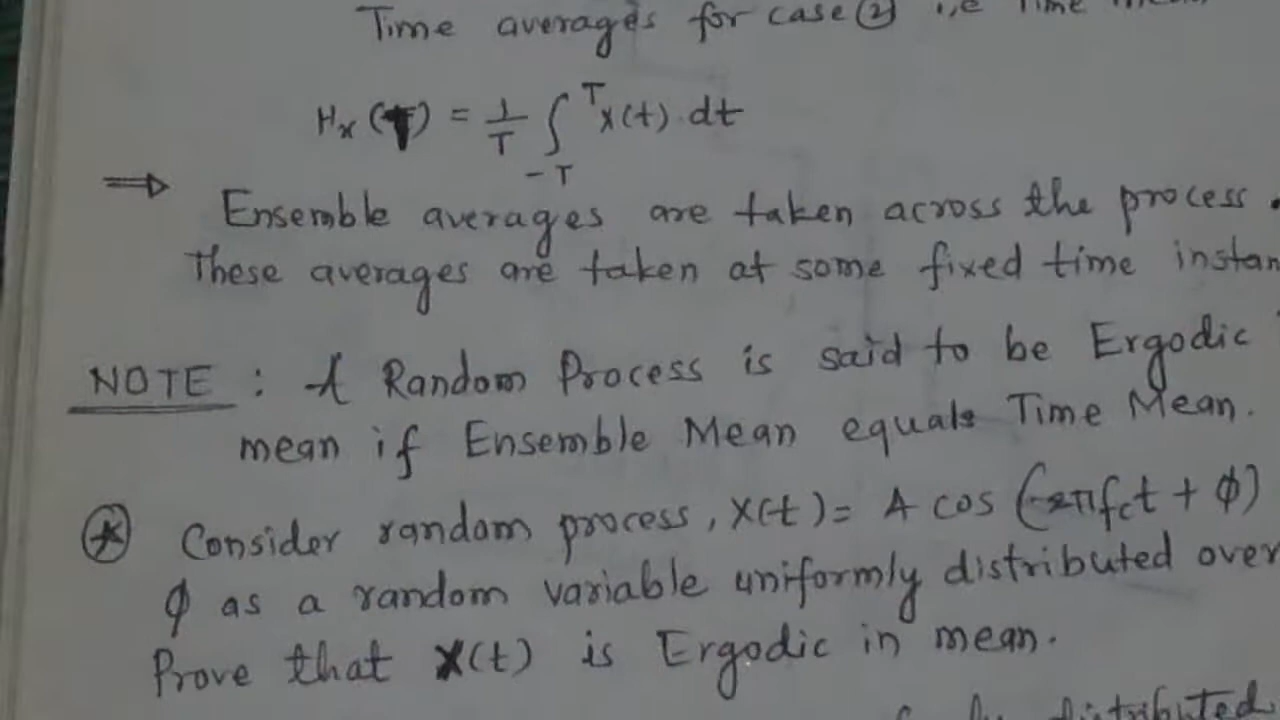 Time averages for case ② i,e Time
Hx (T) = 1/T ∫_{-T}^{T} x(t) dt
⇒ Ensemble averages are taken across the process.
These averages are taken at some fixed time instan
NOTE : A Random Process is said to be Ergodic
mean if Ensemble Mean equals Time Mean.
Consider random process, X(t) = A cos (2πfct + φ)
φ as a random variable uniformly distributed over
Prove that X(t) is Ergodic in mean.
distributed